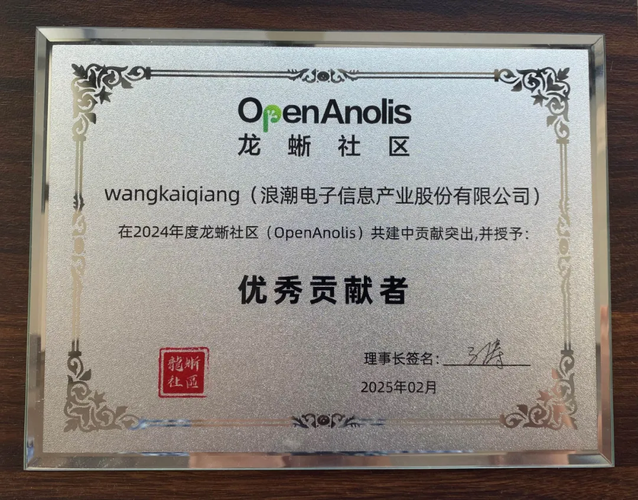 OpenAnolis
龙蜥社区
wangkaiqiang（浪潮电子信息产业股份有限公司）
在2024年度龙蜥社区（OpenAnolis）共建中贡献突出,并授予：
优秀贡献者
龍蜥
社區
理事长签名：
2025年02月